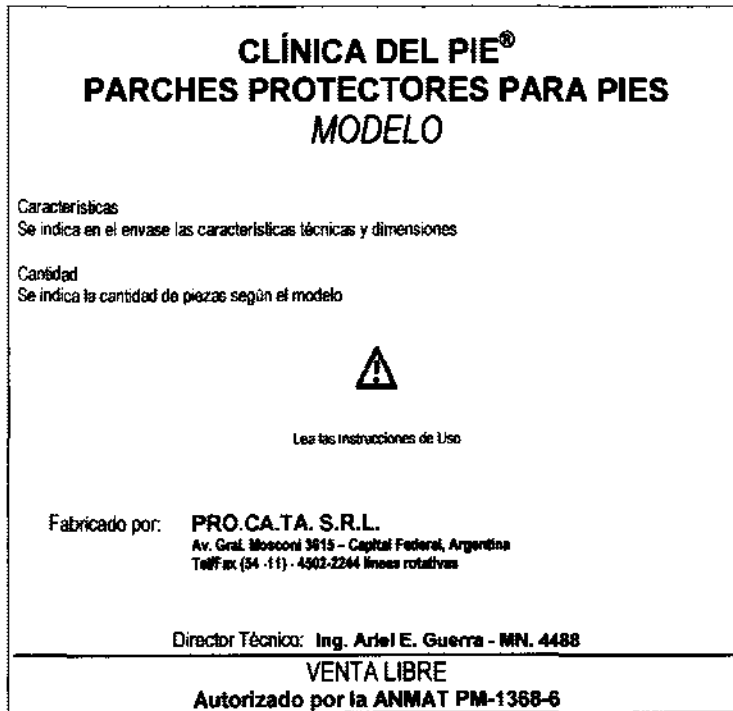 CLÍNICA DEL PIE®
PARCHES PROTECTORES PARA PIES
MODELO
Características
Se indica en el envase las características técnicas y dimensiones
Cantidad
Se indica la cantidad de piezas según el modelo
Lea las Instrucciones de Uso
Fabricado por: PRO.CA.TA. S.R.L.
Av. Gral. Mosconi 3615 – Capital Federal, Argentina
Tel/Fax (54 -11) - 4502-2244 líneas rotativas
Director Técnico: Ing. Ariel E. Guerra - MN. 4488
VENTA LIBRE
Autorizado por la ANMAT PM-1368-6